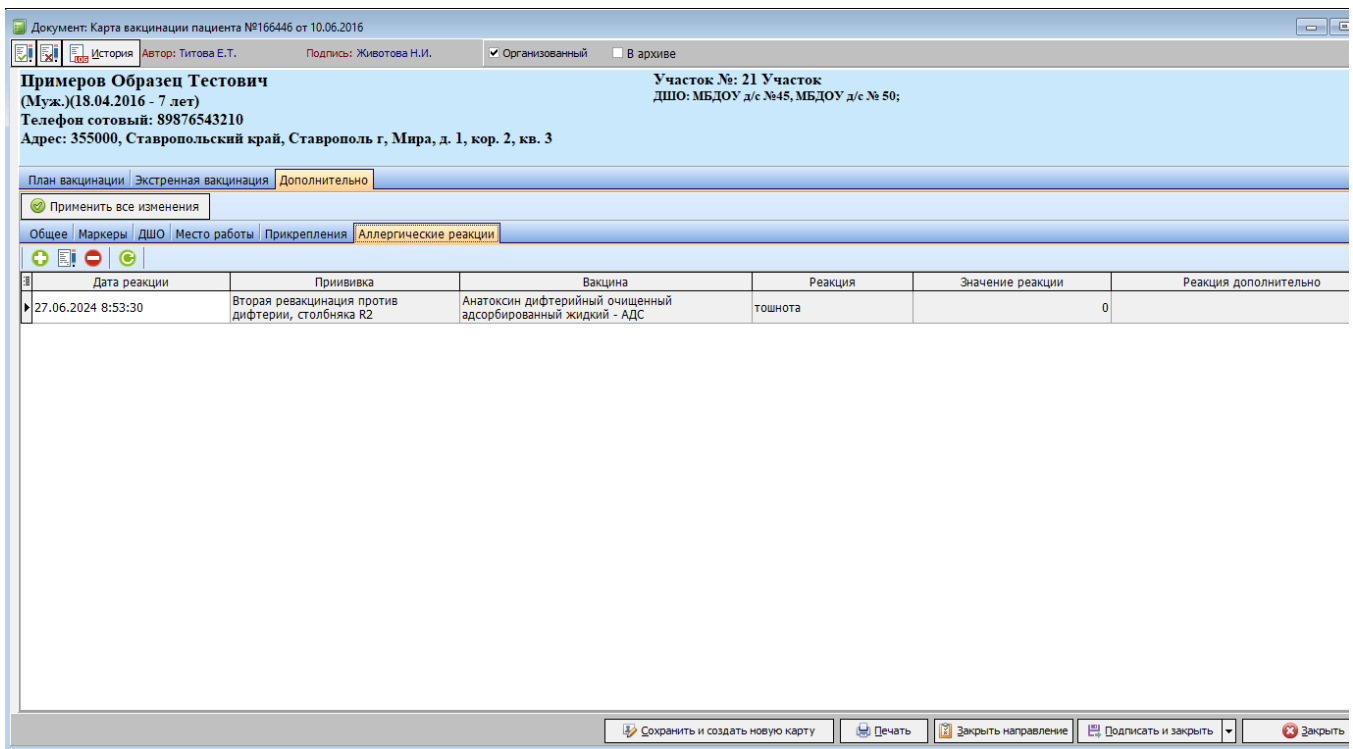 Документ: Карта вакцинации пациента №166446 от 10.06.2016
LOG История Автор: Титова Е.Т. Подпись: Животова Н.И. Организованный В архиве
Примеров Образец Тестович
(Муж.)(18.04.2016 - 7 лет)
Телефон сотовый: 89876543210
Адрес: 355000, Ставропольский край, Ставрополь г, Мира, д. 1, кор. 2, кв. 3
Участок №: 21 Участок
ДШО: МБДОУ д/с №45, МБДОУ д/с № 50;
План вакцинации Экстренная вакцинация Дополнительно
Применить все изменения
Общее Маркеры ДШО Место работы Прикрепления Аллергические реакции
Дата реакции Приививка Вакцина Реакция Значение реакции Реакция дополнительно
27.06.2024 8:53:30 Вторая ревакцинация против дифтерии, столбняка R2 Анатоксин дифтерийный очищенный адсорбированный жидкий - АДС тошнота 0
Сохранить и создать новую карту Печать Закрыть направление Подписать и закрыть Закрыть